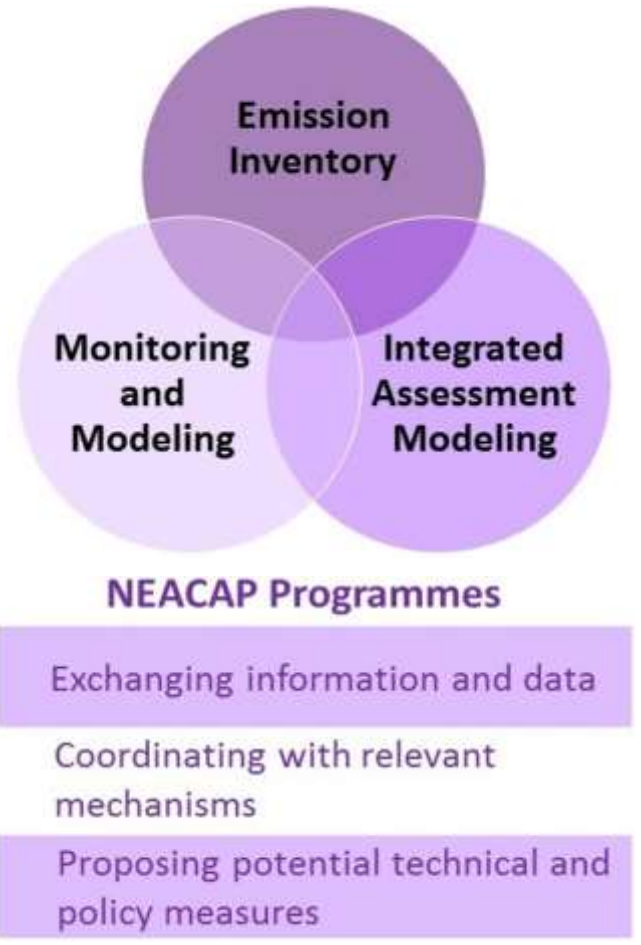 Emission
Inventory
Monitoring
and
Modeling
Integrated
Assessment
Modeling
NEACAP Programmes
Exchanging information and data
Coordinating with relevant
mechanisms
Proposing potential technical and
policy measures